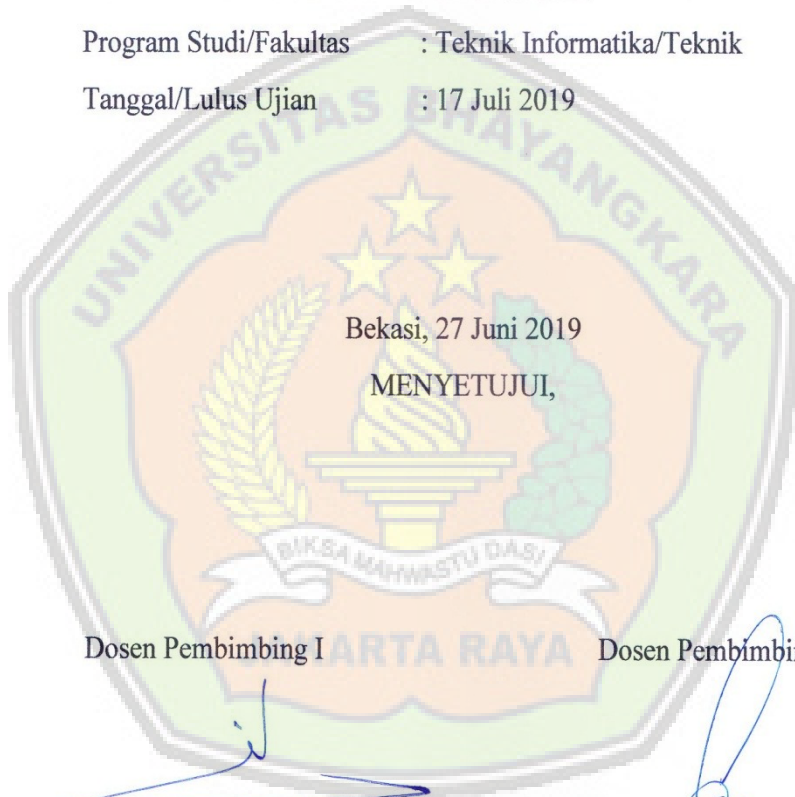 Program Studi/Fakultas : Teknik Informatika/Teknik
Tanggal/Lulus Ujian : 17 Juli 2019
UNIVERSITAS BHAYANGKARA
Bekasi, 27 Juni 2019
MENYETUJUI,
BIKSA MAHWASTU DASI
JAKARTA RAYA
Dosen Pembimbing I Dosen